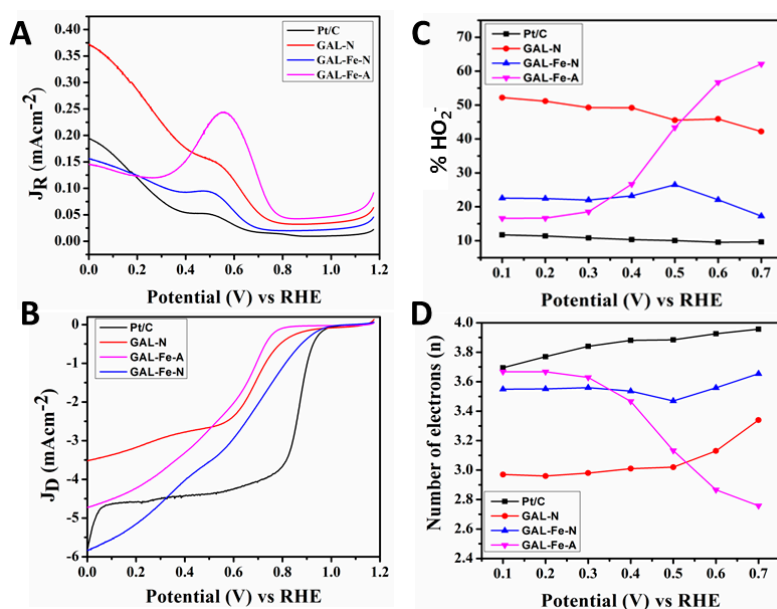 A
Pt/C
GAL-N
GAL-Fe-N
GAL-Fe-A
J_R (mAcm⁻²)
0.40
0.35
0.30
0.25
0.20
0.15
0.10
0.05
0.00
0.0 0.2 0.4 0.6 0.8 1.0 1.2
Potential (V) vs RHE
B
Pt/C
GAL-N
GAL-Fe-A
GAL-Fe-N
J_D (mAcm⁻²)
0
-1
-2
-3
-4
-5
-6
0.0 0.2 0.4 0.6 0.8 1.0 1.2
Potential (V) vs RHE
C
Pt/C
GAL-N
GAL-Fe-N
GAL-Fe-A
% HO₂⁻
70
60
50
40
30
20
10
0.1 0.2 0.3 0.4 0.5 0.6 0.7
Potential (V) vs RHE
D
Pt/C
GAL-N
GAL-Fe-N
GAL-Fe-A
Number of electrons (n)
4.0
3.8
3.6
3.4
3.2
3.0
2.8
2.6
2.4
0.1 0.2 0.3 0.4 0.5 0.6 0.7
Potential (V) vs RHE